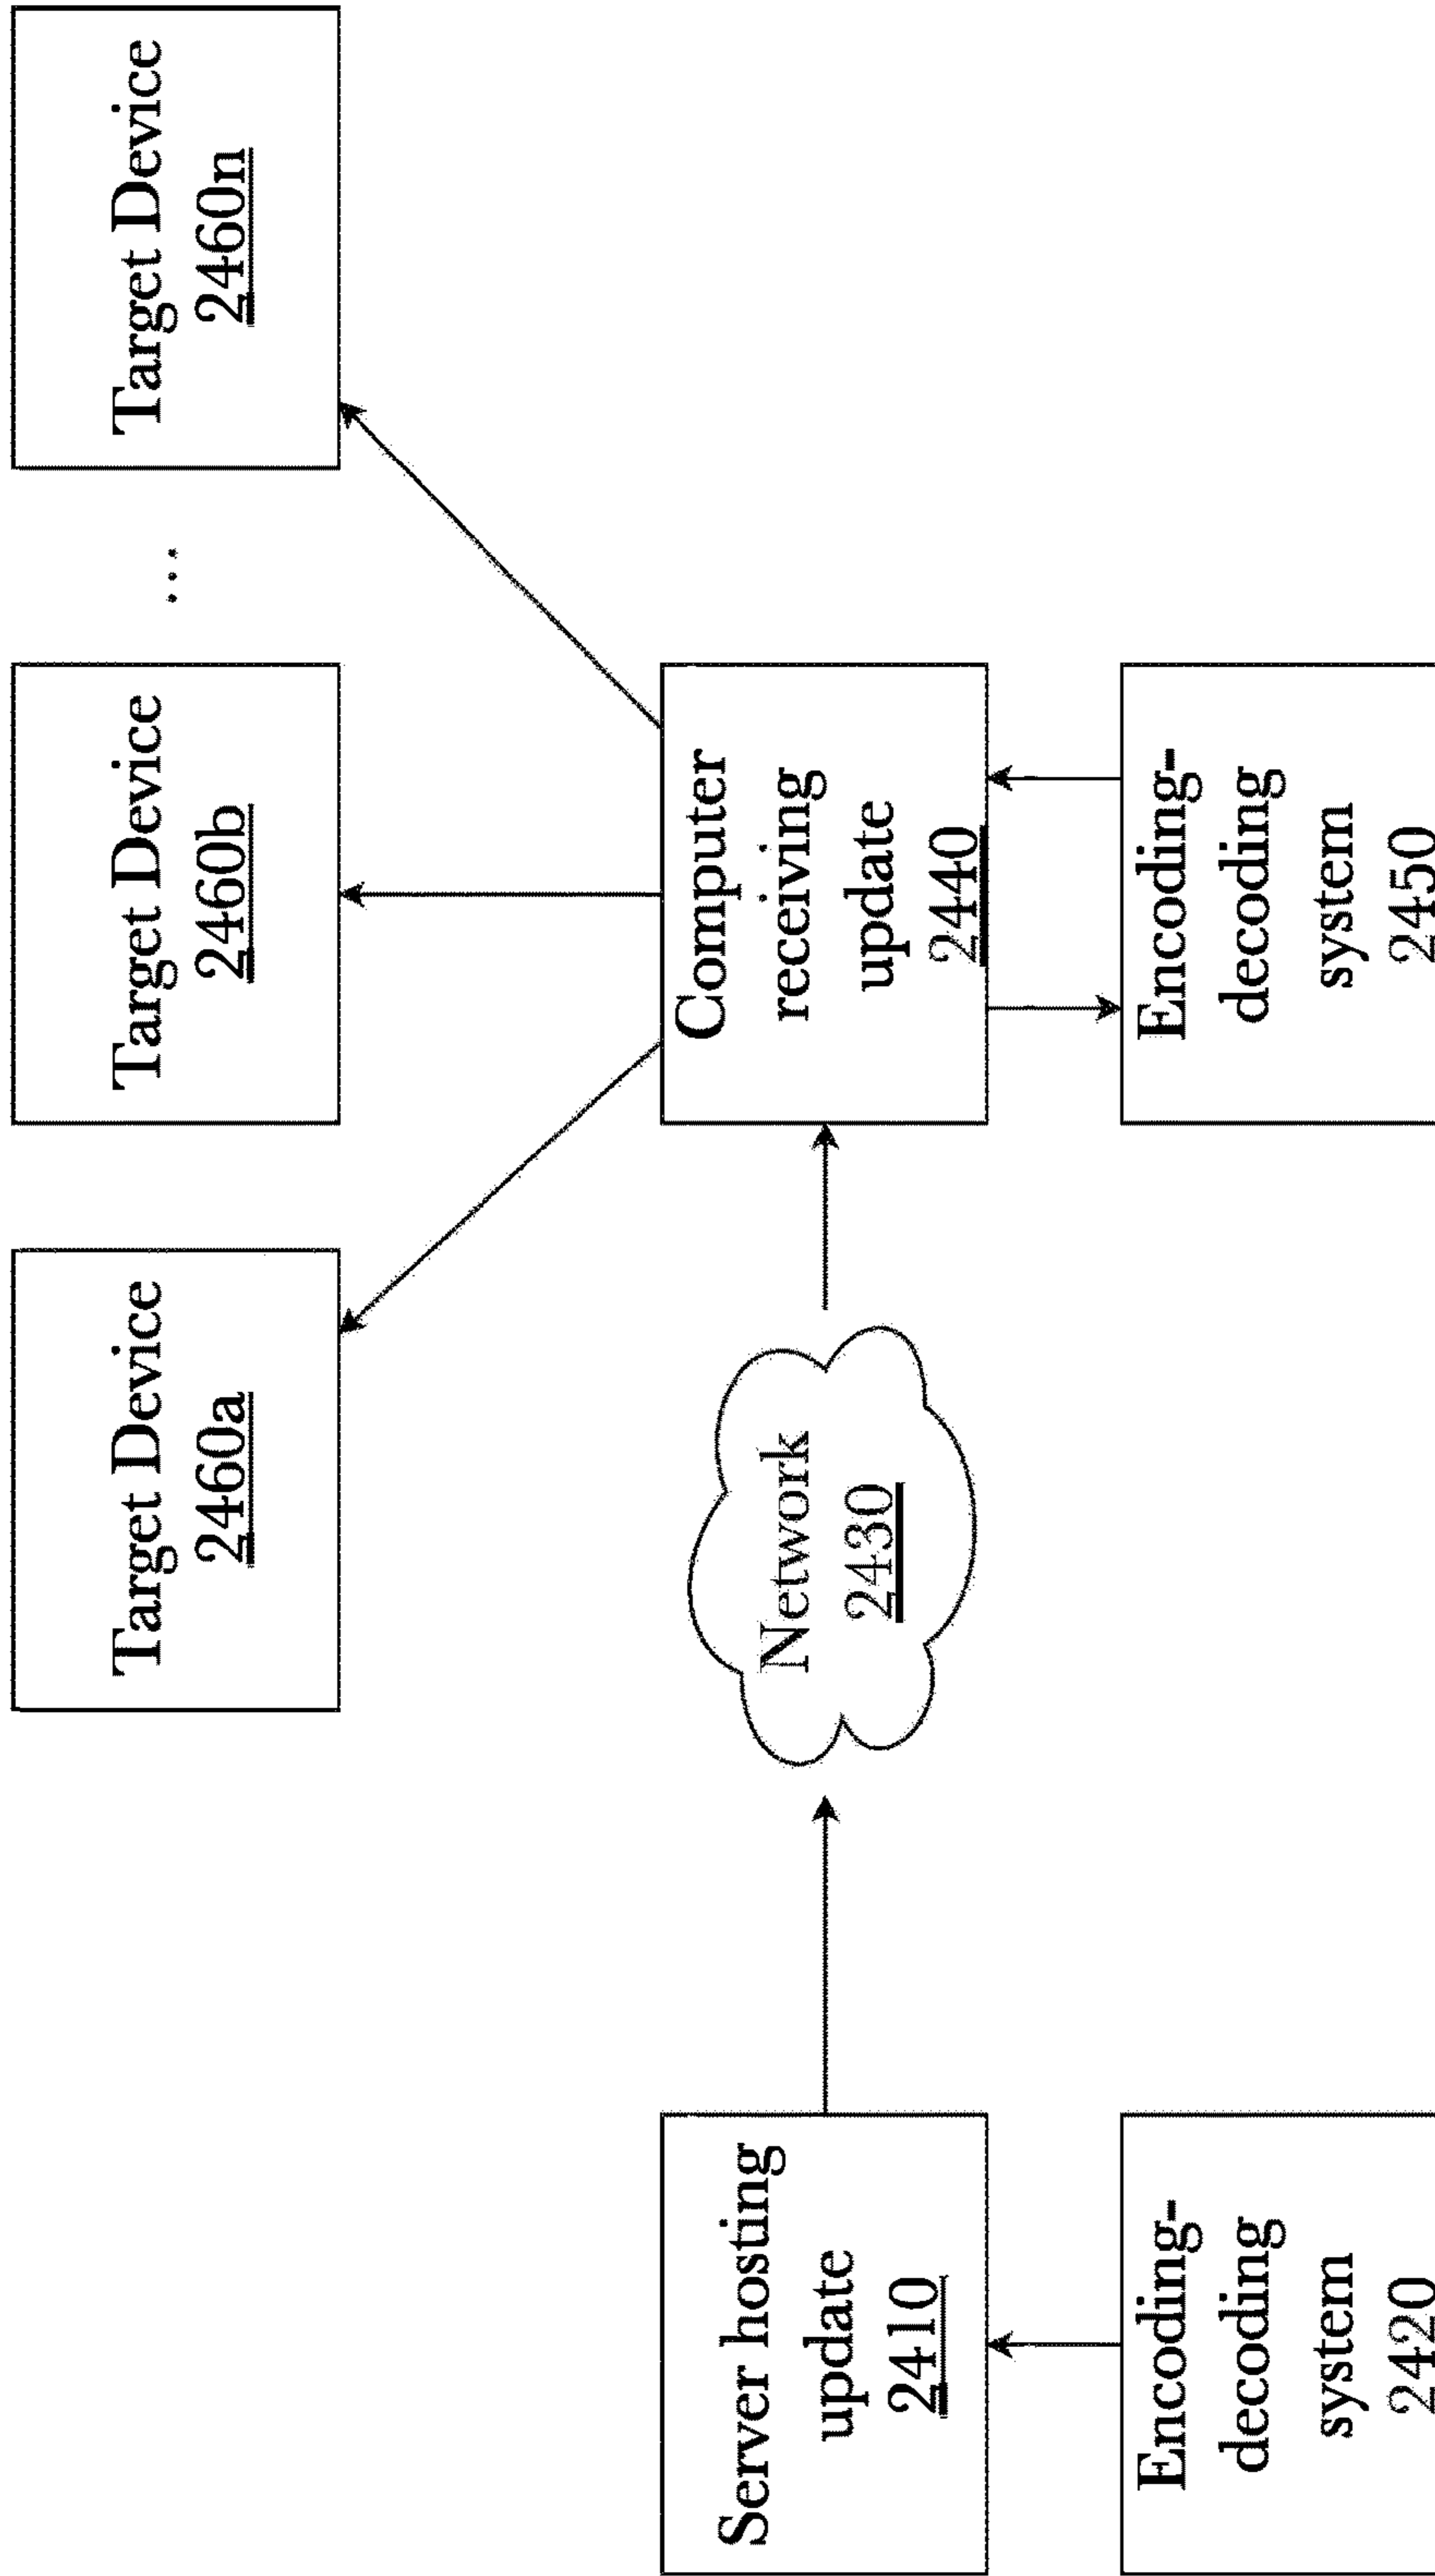 Target Device
2460a
Target Device
2460b
...
Target Device
2460n
Server hosting
update
2410
Network
2430
Computer
receiving
update
2440
Encoding-
decoding
system
2420
Encoding-
decoding
system
2450